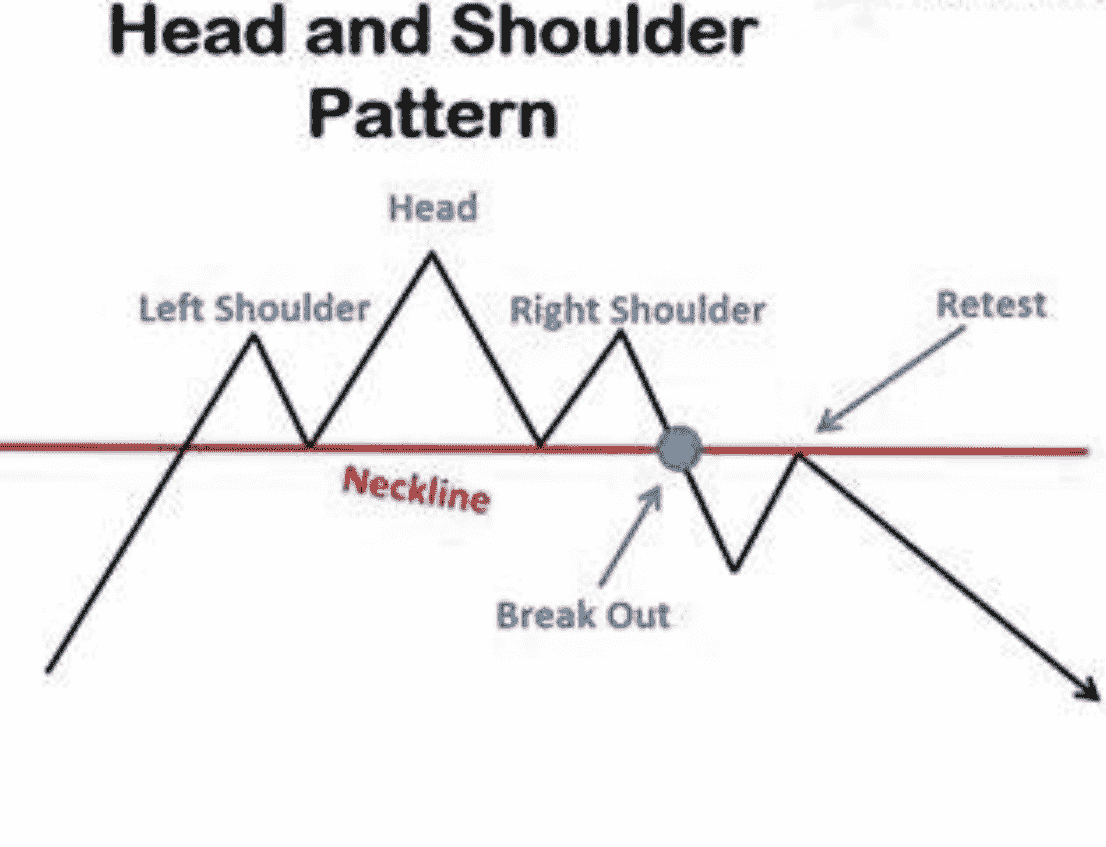 Head and Shoulder
Pattern
Head
Left Shoulder
Right Shoulder
Retest
Neckline
Break Out